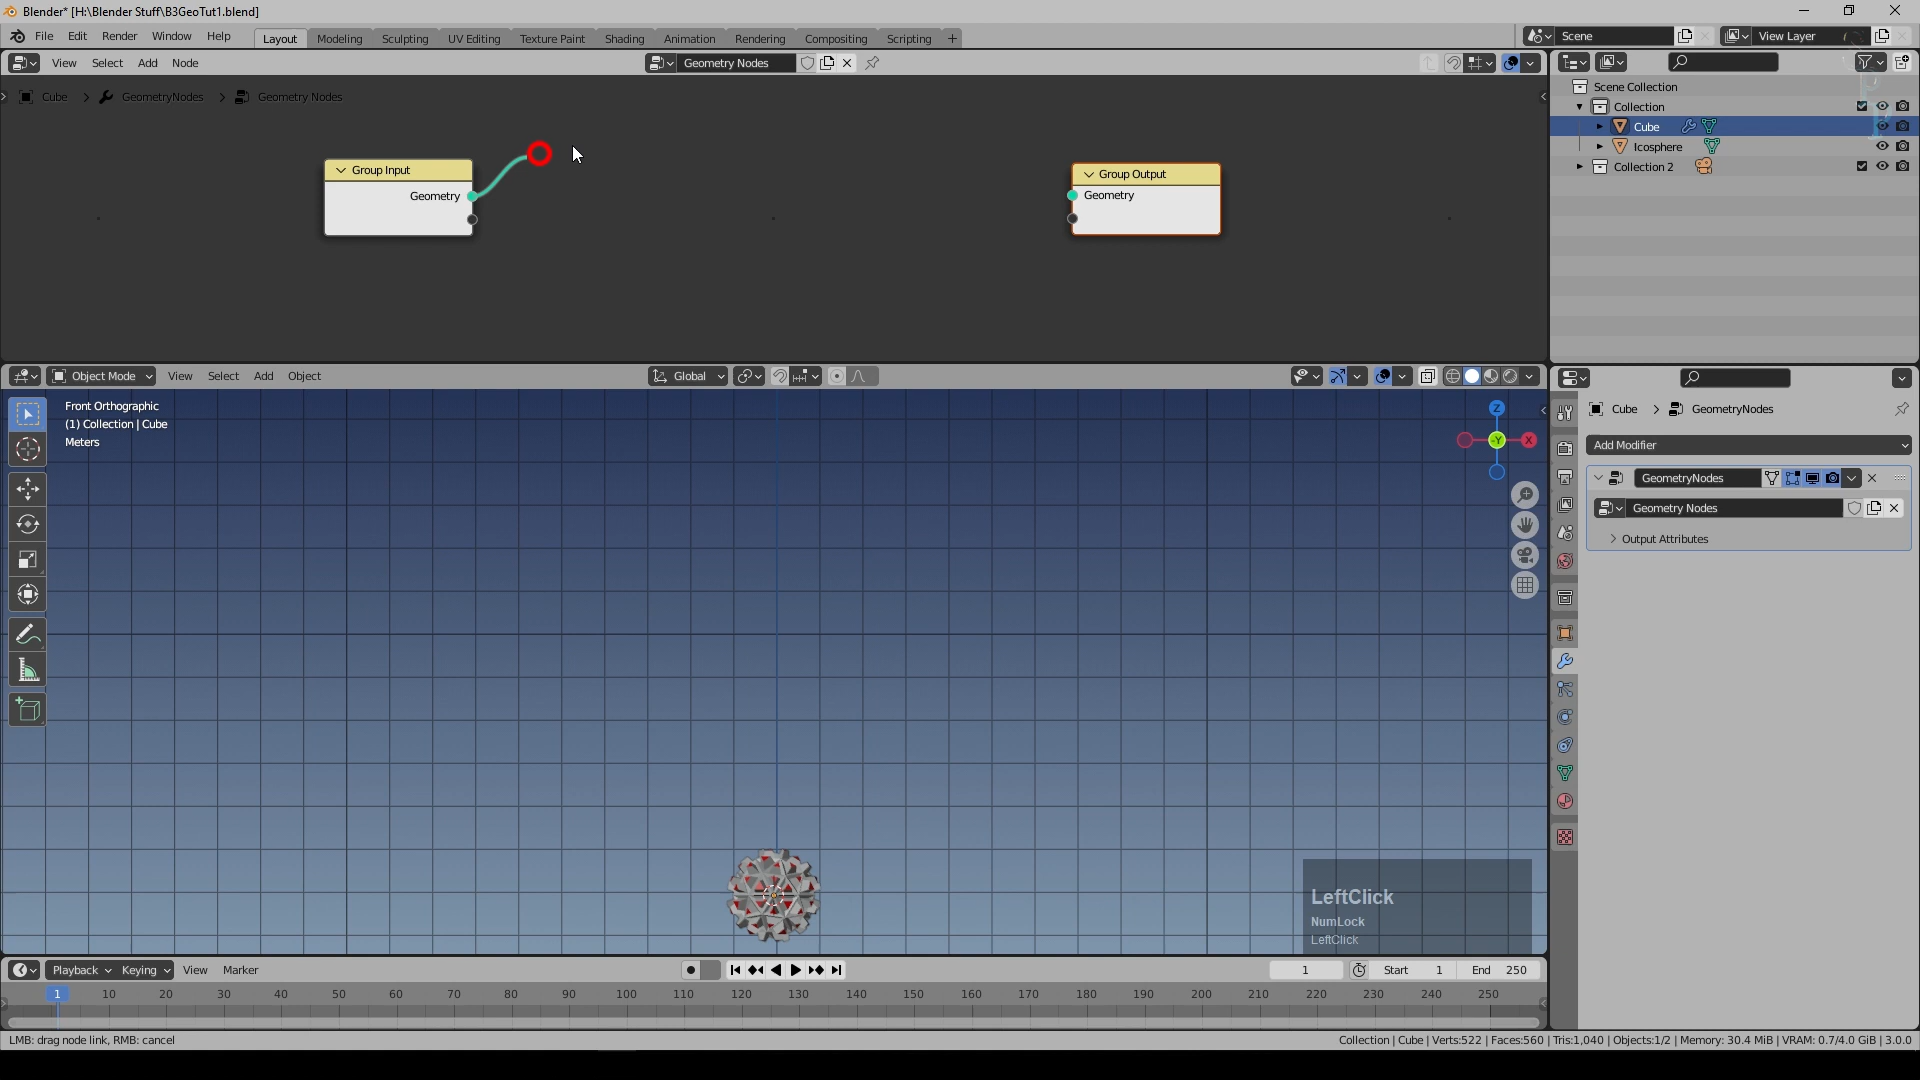 Blender* [H:\Blender Stuff\B3GeoTut1.blend]
File Edit Render Window Help Layout Modeling Sculpting UV Editing Texture Paint Shading Animation Rendering Compositing Scripting + Scene View Layer
View Select Add Node Geometry Nodes
Cube > GeometryNodes > Geometry Nodes
Scene Collection
Collection
Cube
Icosphere
Collection 2
Group Input
Geometry
Group Output
Geometry
Object Mode View Select Add Object Global
Front Orthographic
(1) Collection | Cube
Meters
Z
Y
X
Cube > GeometryNodes
Add Modifier
GeometryNodes
Geometry Nodes
Output Attributes
LeftClick
NumLock
LeftClick
Playback Keying View Marker 1 Start 1 End 250
1 10 20 30 40 50 60 70 80 90 100 110 120 130 140 150 160 170 180 190 200 210 220 230 240 250
LMB: drag node link, RMB: cancel
Collection | Cube | Verts:522 | Faces:560 | Tris:1,040 | Objects:1/2 | Memory: 30.4 MiB | VRAM: 0.7/4.0 GiB | 3.0.0